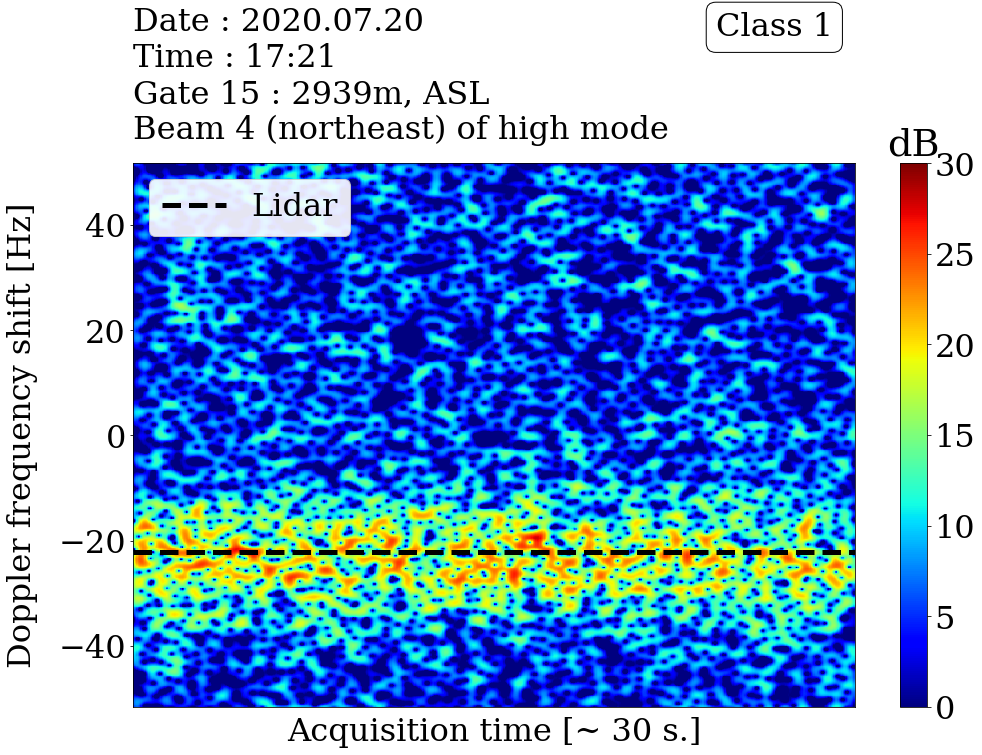 Date : 2020.07.20
Class 1
Time : 17:21
Gate 15 : 2939m, ASL
Beam 4 (northeast) of high mode
dB
Lidar
Doppler frequency shift [Hz]
40
20
0
−20
−40
30
25
20
15
10
5
0
Acquisition time [~ 30 s.]